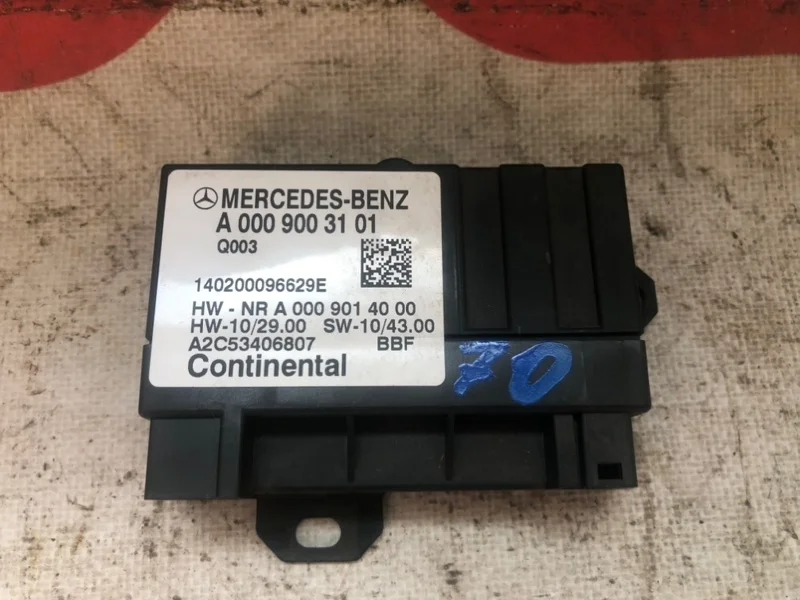 MERCEDES-BENZ
A 000 900 31 01
Q003
140200096629E
HW - NR A 000 901 40 00
HW-10/29.00 SW-10/43.00
A2C53406807 BBF
Continental
70